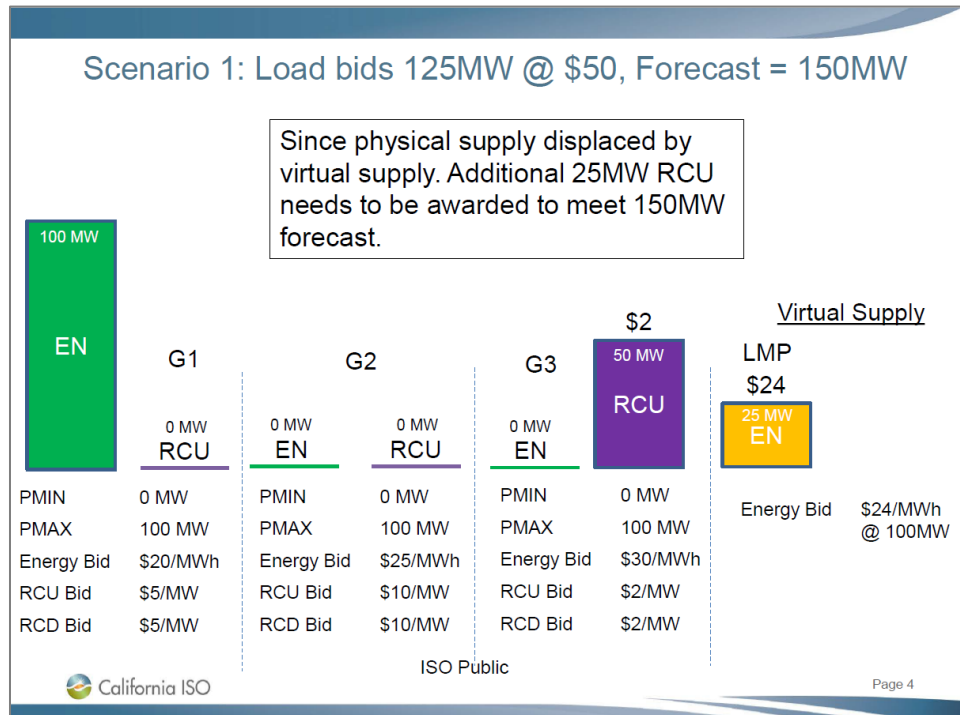 Scenario 1: Load bids 125MW @ $50, Forecast = 150MW
Since physical supply displaced by
virtual supply. Additional 25MW RCU
needs to be awarded to meet 150MW
forecast.
100 MW
EN
G1
0 MW
RCU
PMIN 0 MW
PMAX 100 MW
Energy Bid $20/MWh
RCU Bid $5/MW
RCD Bid $5/MW
G2
0 MW
EN
0 MW
RCU
PMIN 0 MW
PMAX 100 MW
Energy Bid $25/MWh
RCU Bid $10/MW
RCD Bid $10/MW
G3
0 MW
EN
$2
50 MW
RCU
PMIN 0 MW
PMAX 100 MW
Energy Bid $30/MWh
RCU Bid $2/MW
RCD Bid $2/MW
Virtual Supply
LMP
$24
25 MW
EN
Energy Bid $24/MWh
@ 100MW
California ISO
ISO Public
Page 4